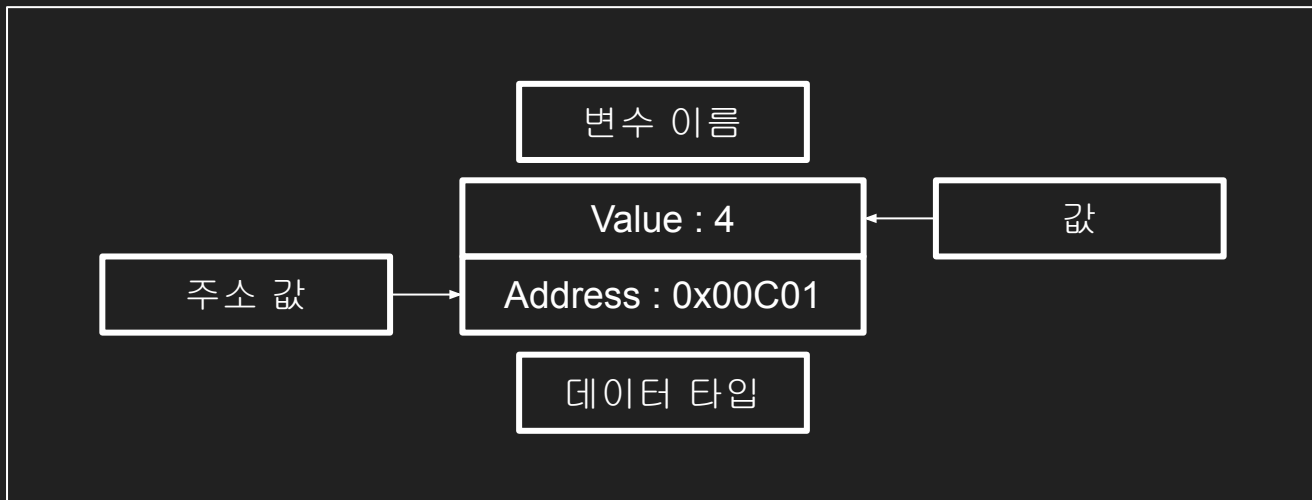 변수 이름
Value : 4
값
주소 값
Address : 0x00C01
데이터 타입